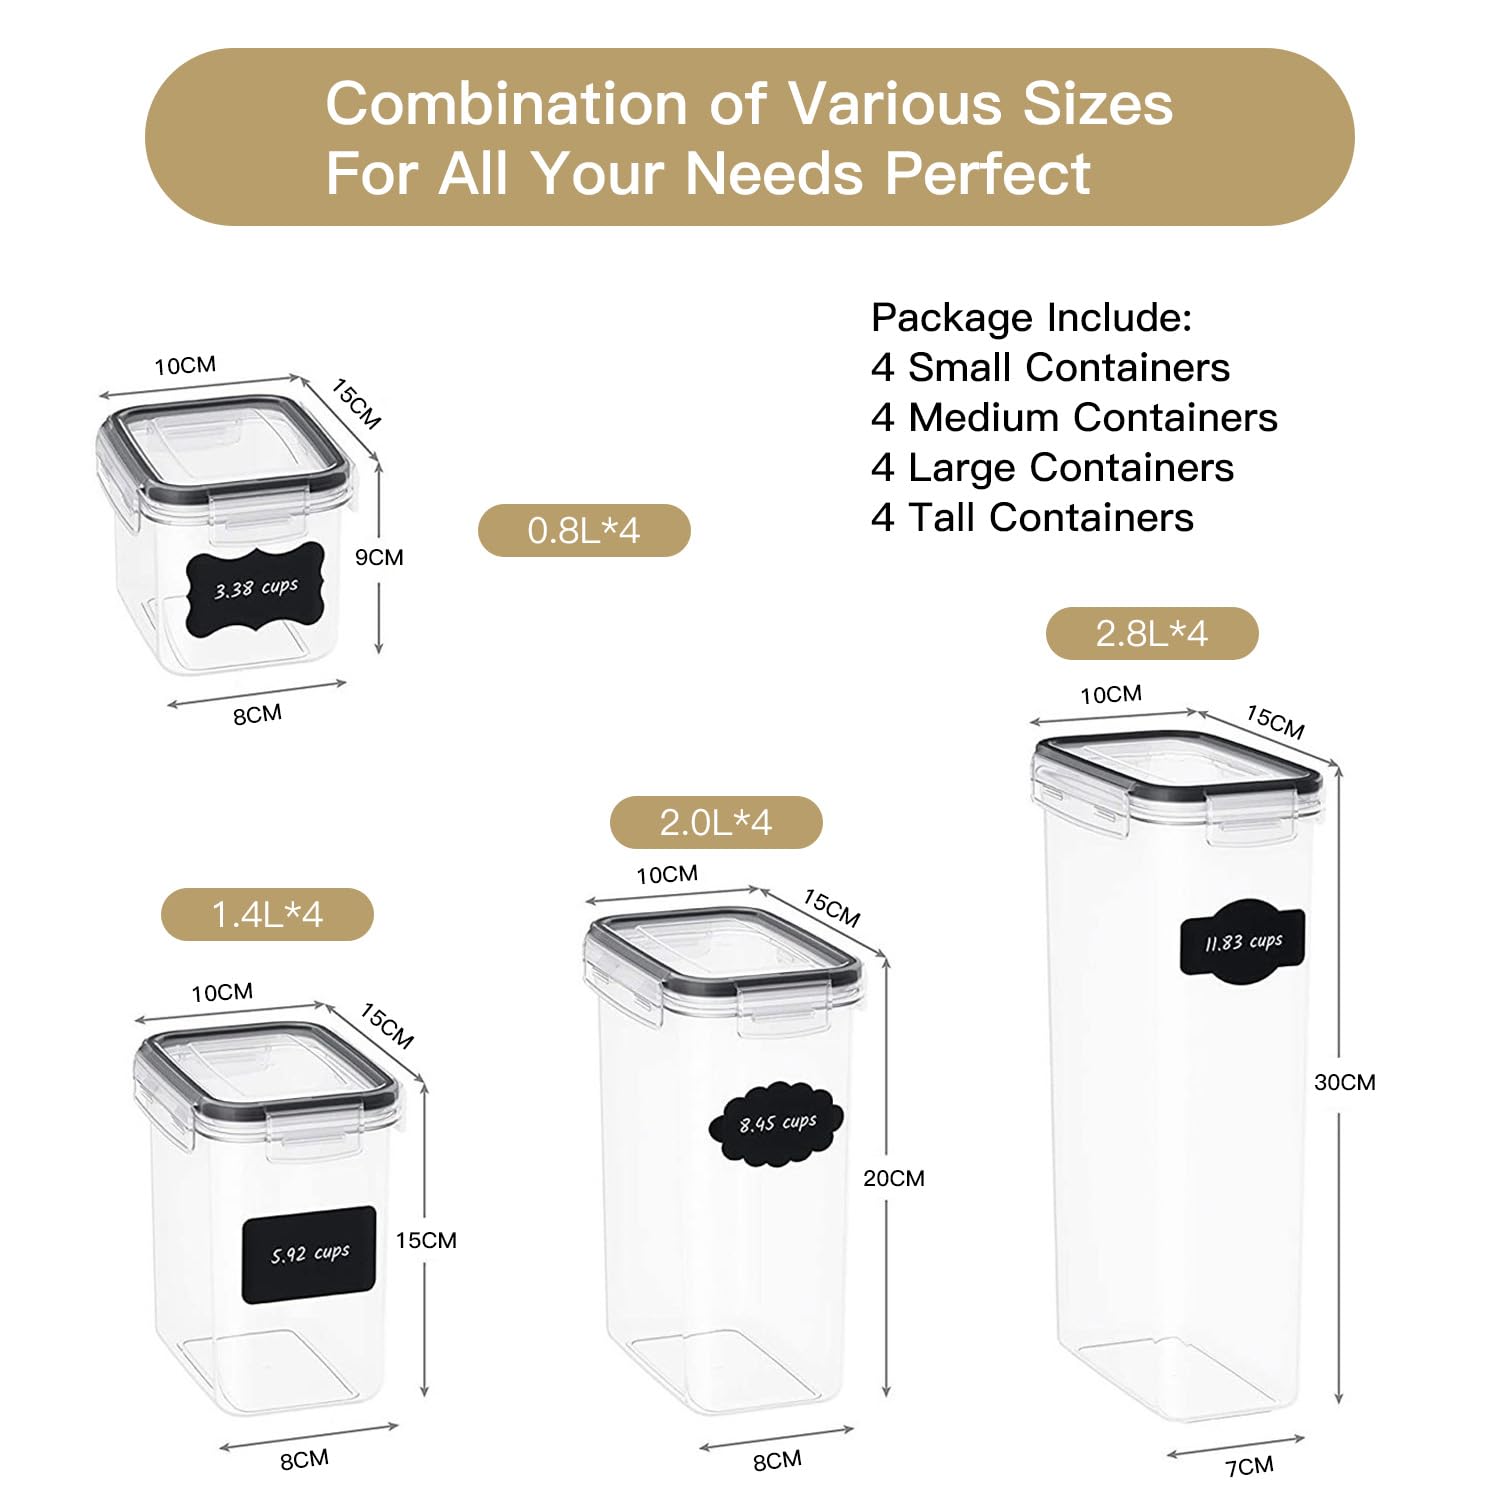 Combination of Various Sizes
For All Your Needs Perfect
Package Include:
4 Small Containers
4 Medium Containers
4 Large Containers
4 Tall Containers
10CM
15CM
9CM
3.38 cups
8CM
0.8L*4
2.8L*4
10CM
15CM
11.83 cups
30CM
7CM
2.0L*4
10CM
15CM
8.45 cups
20CM
8CM
1.4L*4
10CM
15CM
5.92 cups
15CM
8CM